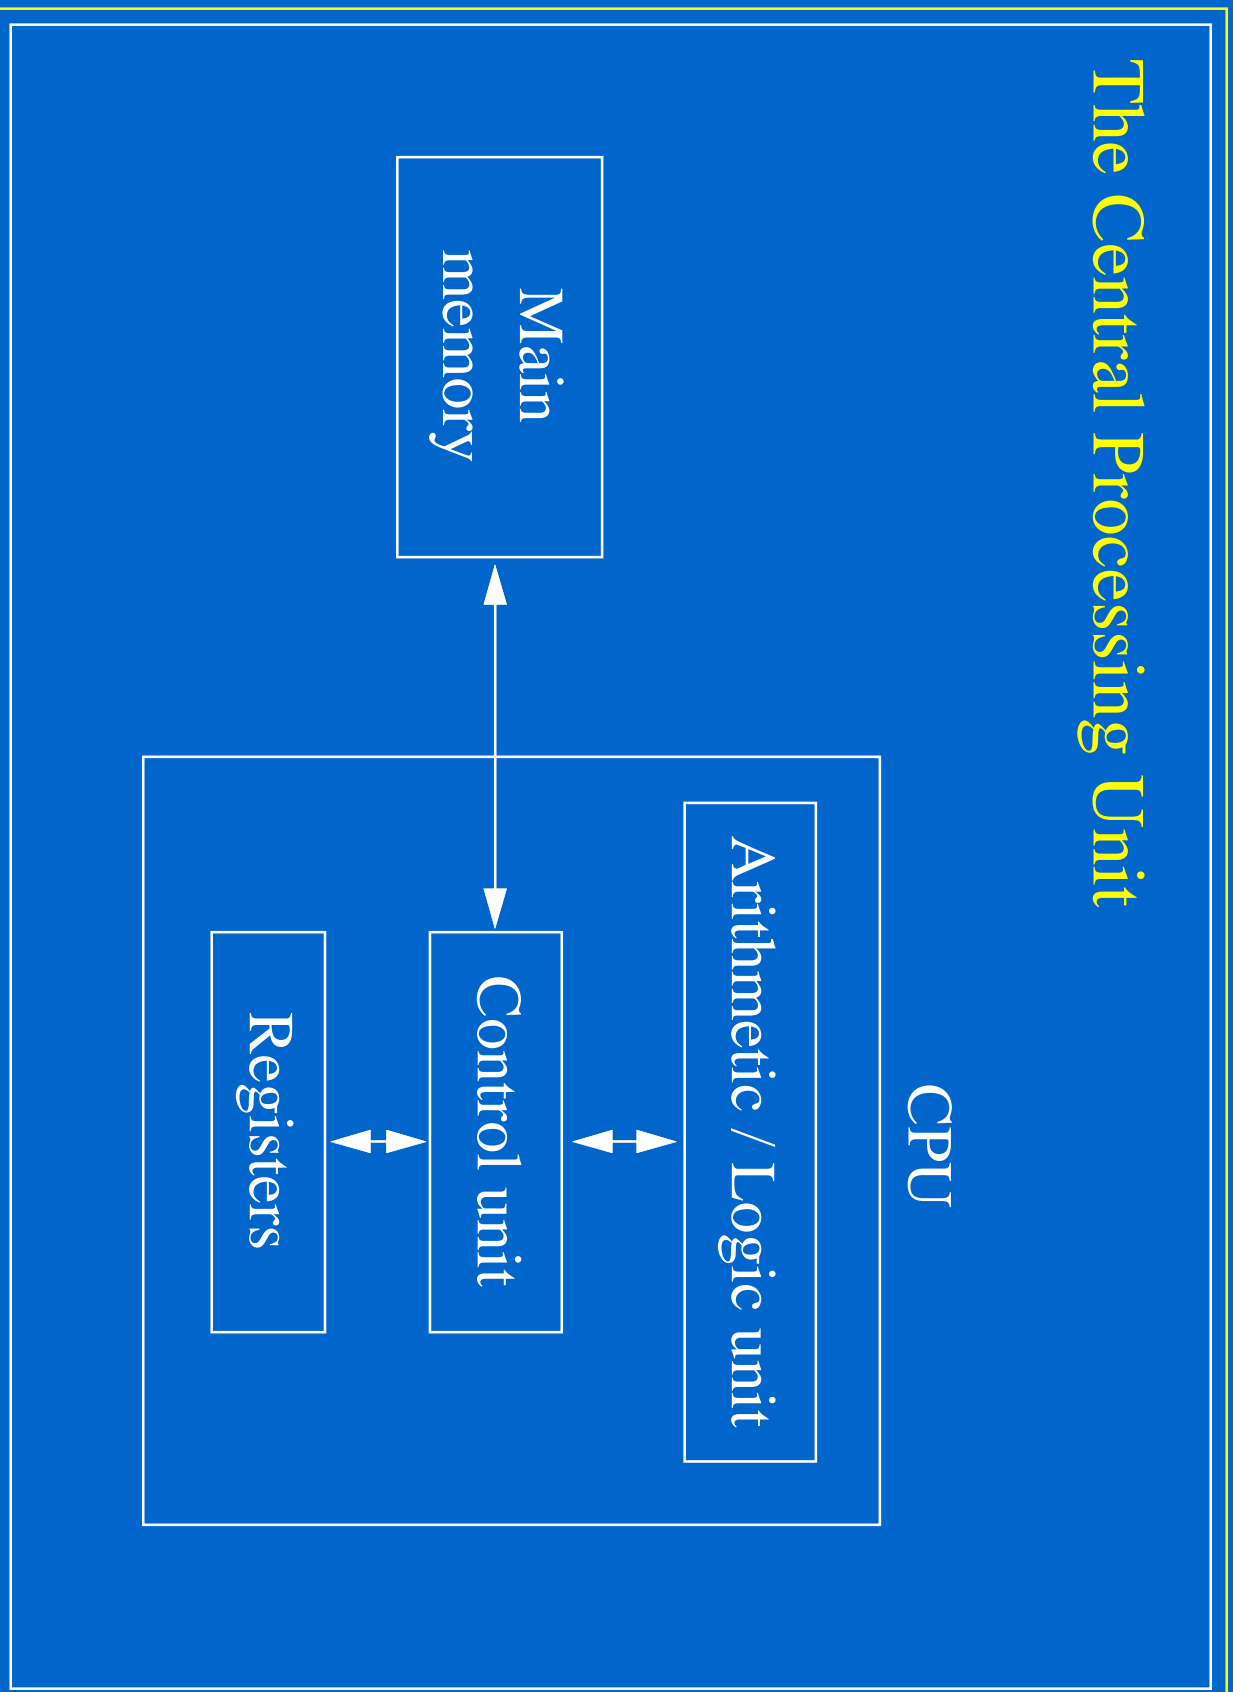 The Central Processing Unit
CPU
Arithmetic / Logic unit
Main
memory
Control unit
Registers